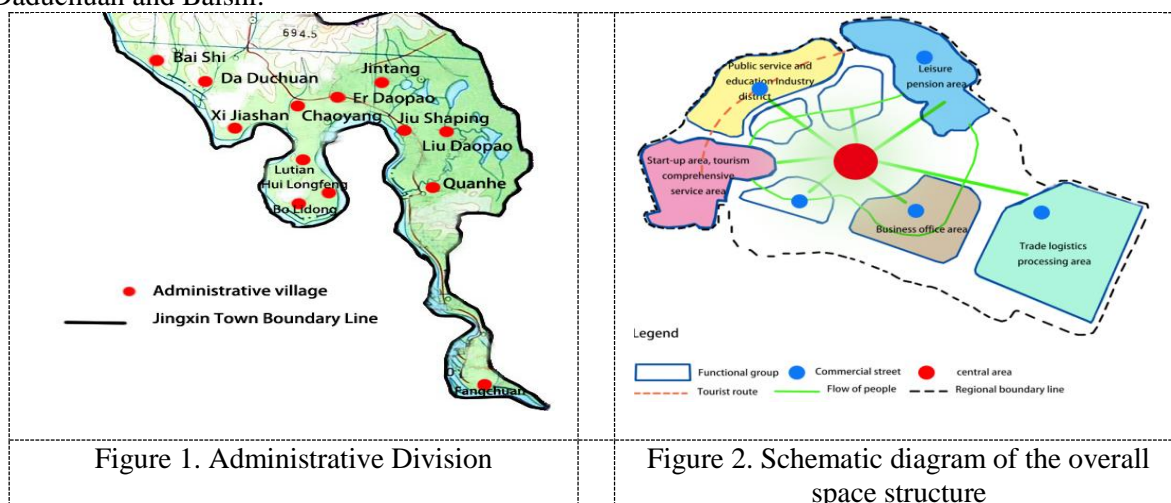 Daduchuan and Baishi.
694.5
Bai Shi
Da Duchuan
Jintang
Er Daopao
Xi Jiashan
Chaoyang
Jiu Shaping
Liu Daopao
Lutian
Hui Longfeng
Quanhe
Bo Lidong
Administrative village
Jingxin Town Boundary Line
Fangchuan
Figure 1. Administrative Division
Public service and
education Industry
district
Leisure
pension area
Start-up area, tourism
comprehensive
service area
Business office area
Trade logistics
processing area
Legend
Functional group
Commercial street
central area
Tourist route
Flow of people
Regional boundary line
Figure 2. Schematic diagram of the overall
space structure